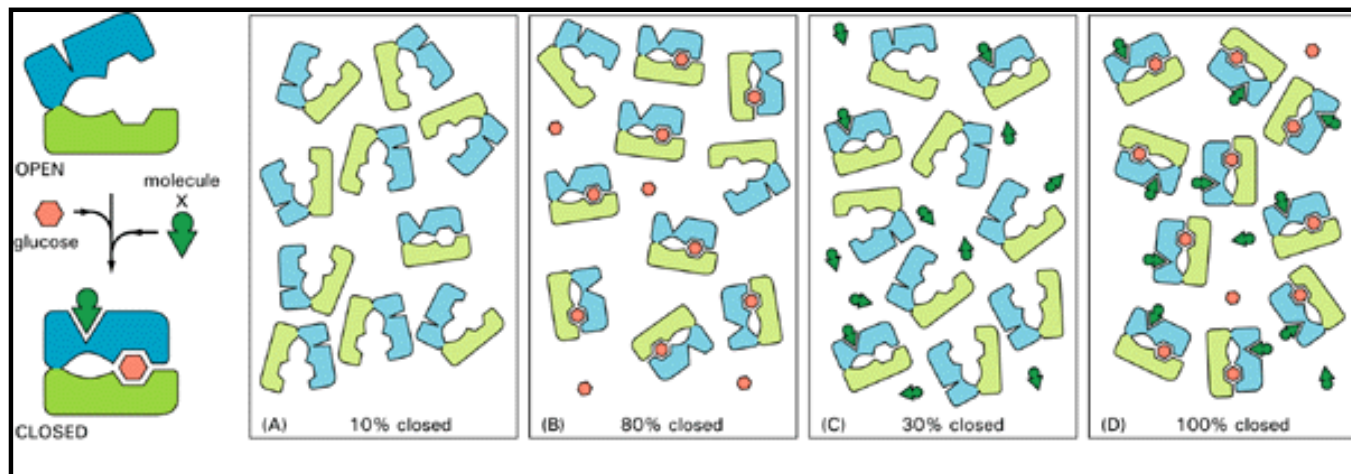 OPEN
molecule
X
glucose
CLOSED
(A) 10% closed
(B) 80% closed
(C) 30% closed
(D) 100% closed